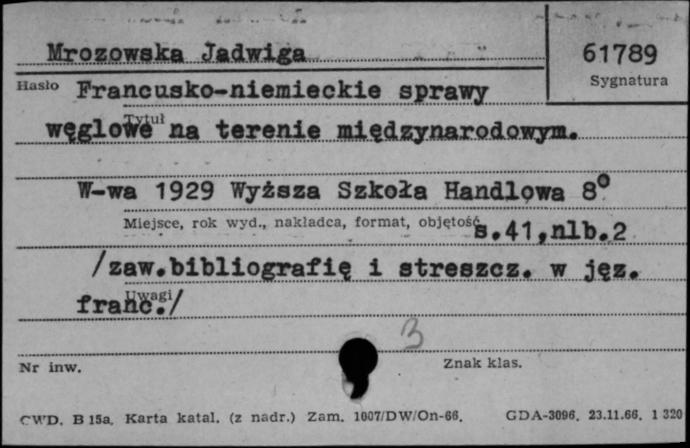 Mrozowska Jadwiga
61789
Sygnatura
Hasło Francusko-niemieckie sprawy
Tytuł
węglowe na terenie międzynarodowym.
W-wa 1929 Wyższa Szkoła Handlowa 8°
Miejsce, rok wyd., nakładca, format, objętość
s.41,nlb.2
/zaw.bibliografię i streszcz. w jęz.
Uwagi
franc./
3
Nr inw.
Znak klas.
CWD. B 15a. Karta katal. (z nadr.) Zam. 1007/DW/On-66. GDA-3096. 23.11.66. 1 320